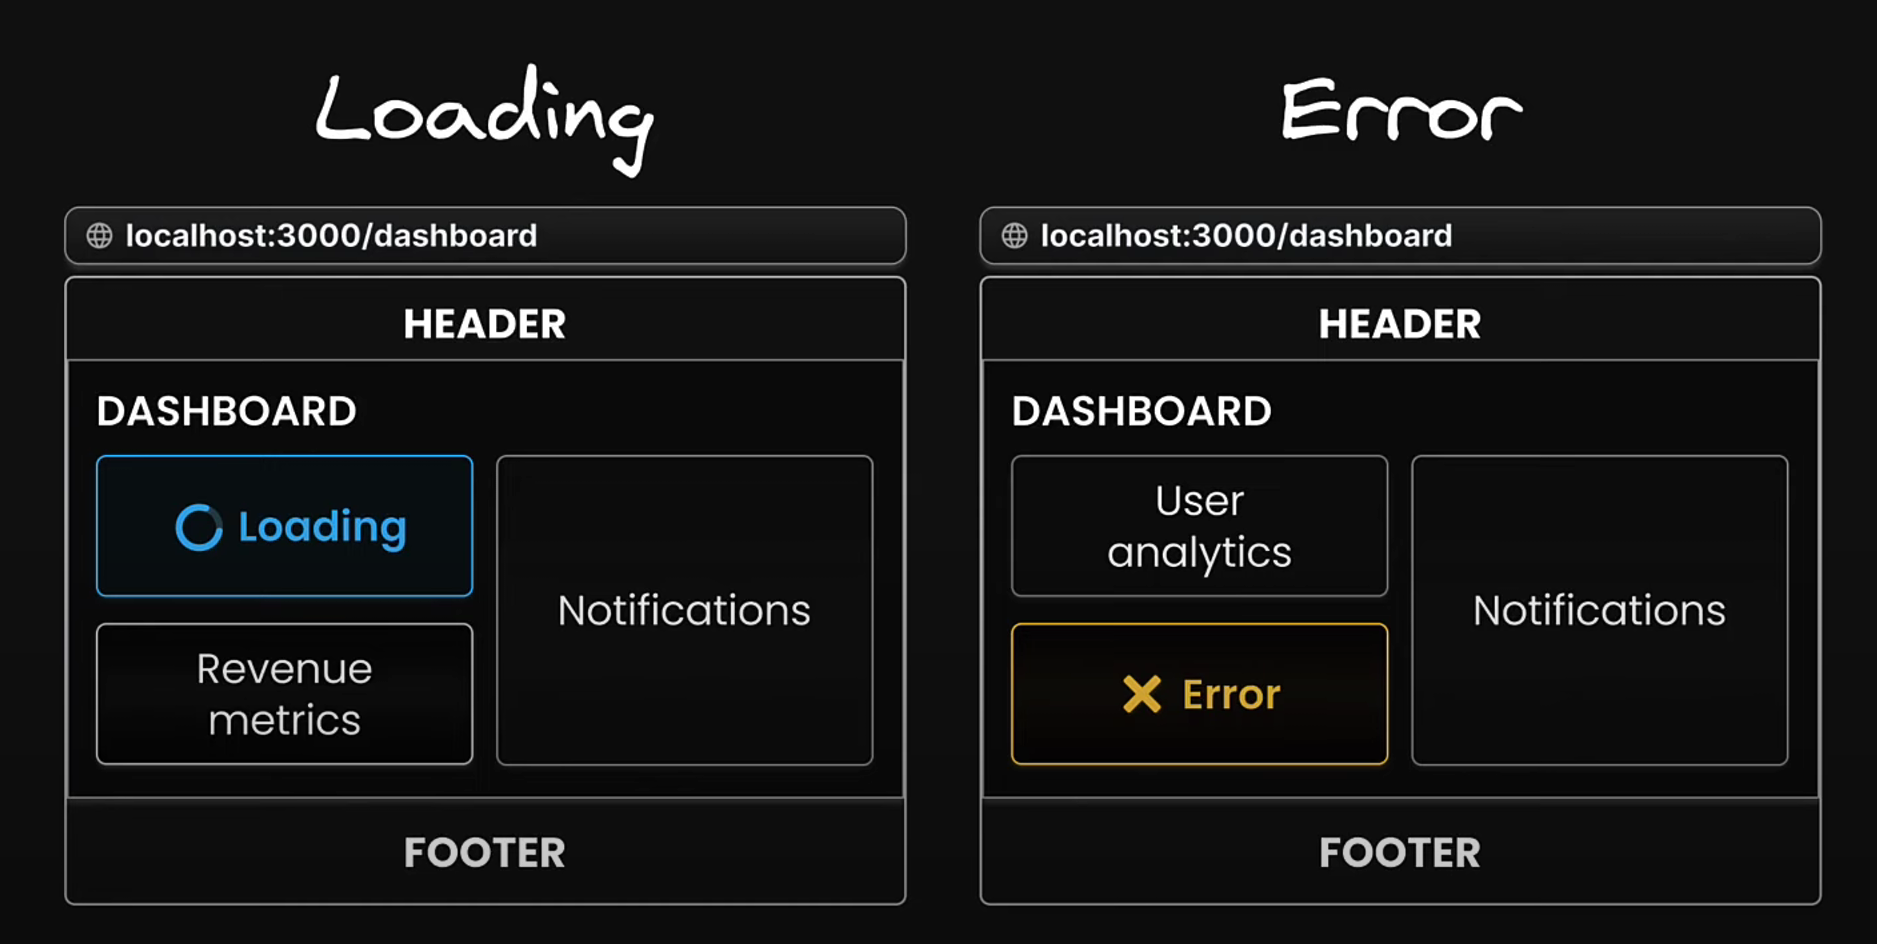 Loading
localhost:3000/dashboard
HEADER
DASHBOARD
Loading
Revenue
metrics
Notifications
FOOTER
Error
localhost:3000/dashboard
HEADER
DASHBOARD
User
analytics
Error
Notifications
FOOTER